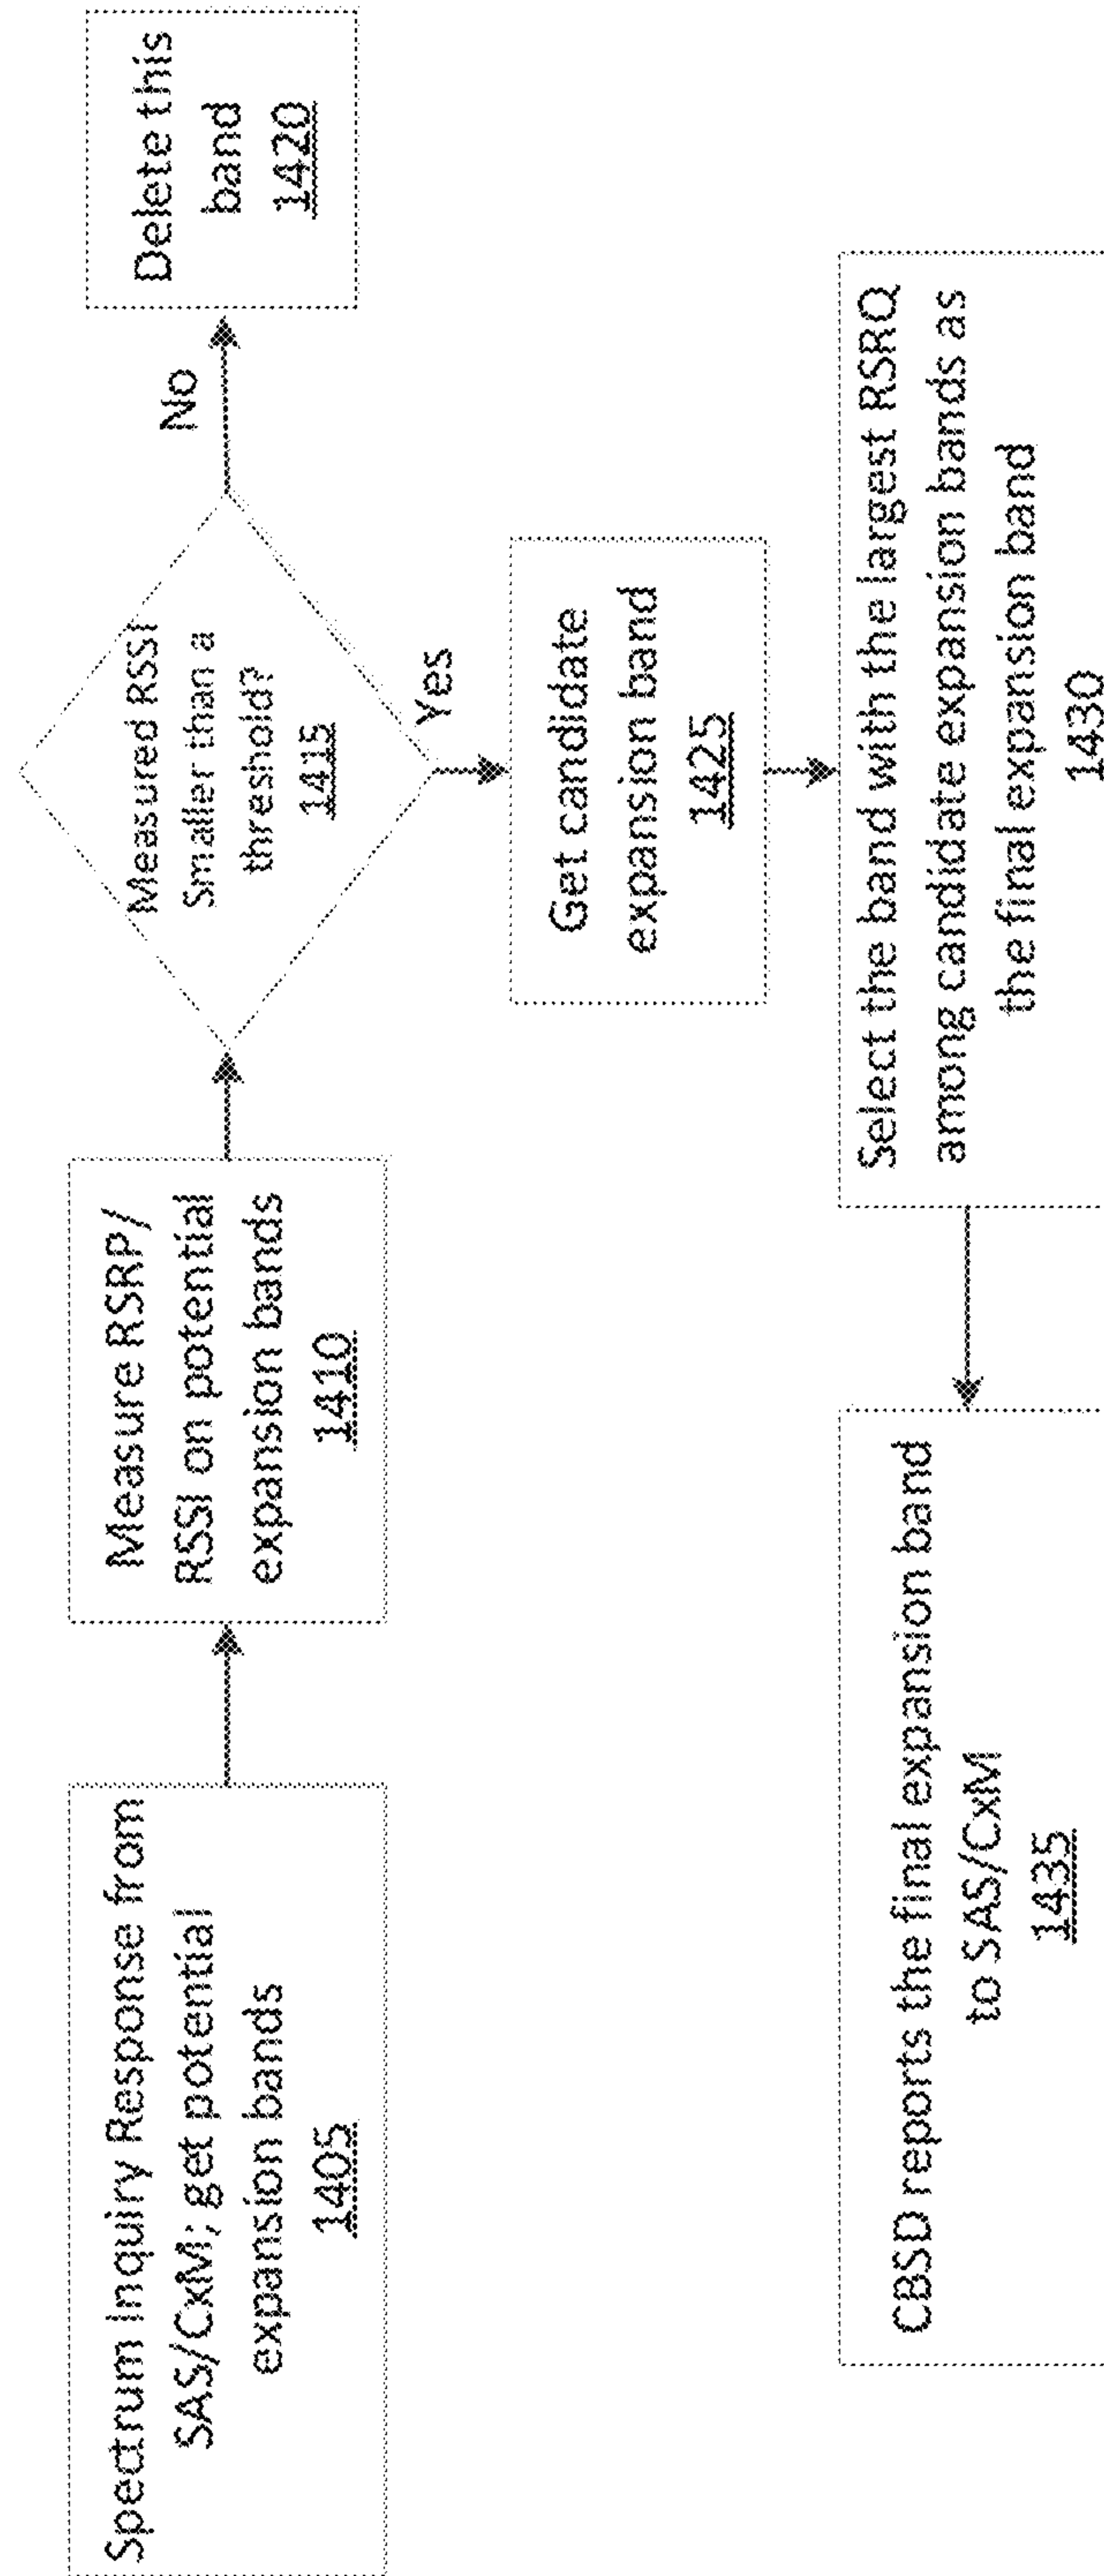 Spectrum Inquiry Response from
SAS/CxM; get potential
expansion bands
1405
Measure RSRP/
RSSI on potential
expansion bands
1410
Measured RSSI
Smaller than a
threshold?
1415
No
Delete this
band
1420
Yes
Get candidate
expansion band
1425
Select the band with the largest RSRQ
among candidate expansion bands as
the final expansion band
1430
CBSD reports the final expansion band
to SAS/CxM
1435